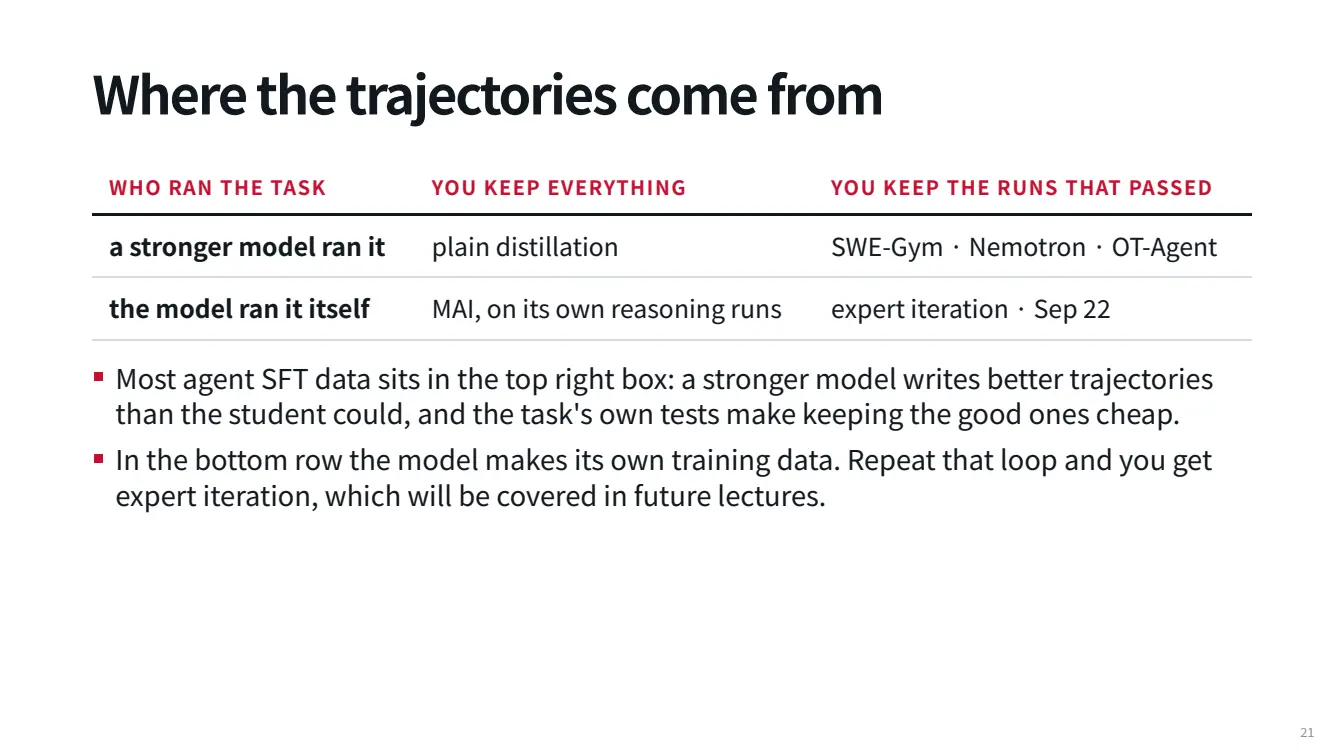 Where the trajectories come from
WHO RAN THE TASK YOU KEEP EVERYTHING YOU KEEP THE RUNS THAT PASSED
a stronger model ran it plain distillation SWE-Gym · Nemotron · OT-Agent
the model ran it itself MAI, on its own reasoning runs expert iteration · Sep 22
▪ Most agent SFT data sits in the top right box: a stronger model writes better trajectories
than the student could, and the task's own tests make keeping the good ones cheap.
▪ In the bottom row the model makes its own training data. Repeat that loop and you get
expert iteration, which will be covered in future lectures.
21